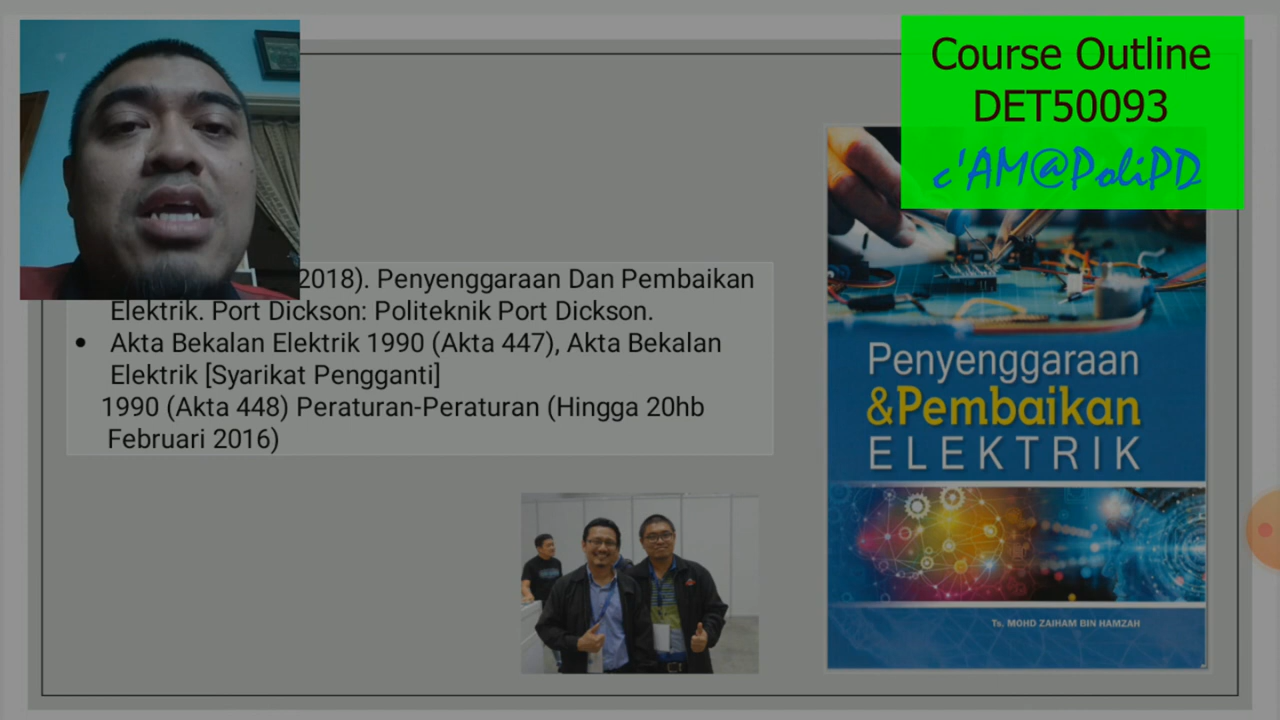 Course Outline
DET50093
c'AM@PoliPD
2018). Penyenggaraan Dan Pembaikan
Elektrik. Port Dickson: Politeknik Port Dickson.
• Akta Bekalan Elektrik 1990 (Akta 447), Akta Bekalan
Elektrik [Syarikat Pengganti]
1990 (Akta 448) Peraturan-Peraturan (Hingga 20hb
Februari 2016)
Penyenggaraan
&Pembaikan
ELEKTRIK
Ts. MOHD ZAIHAM BIN HAMZAH